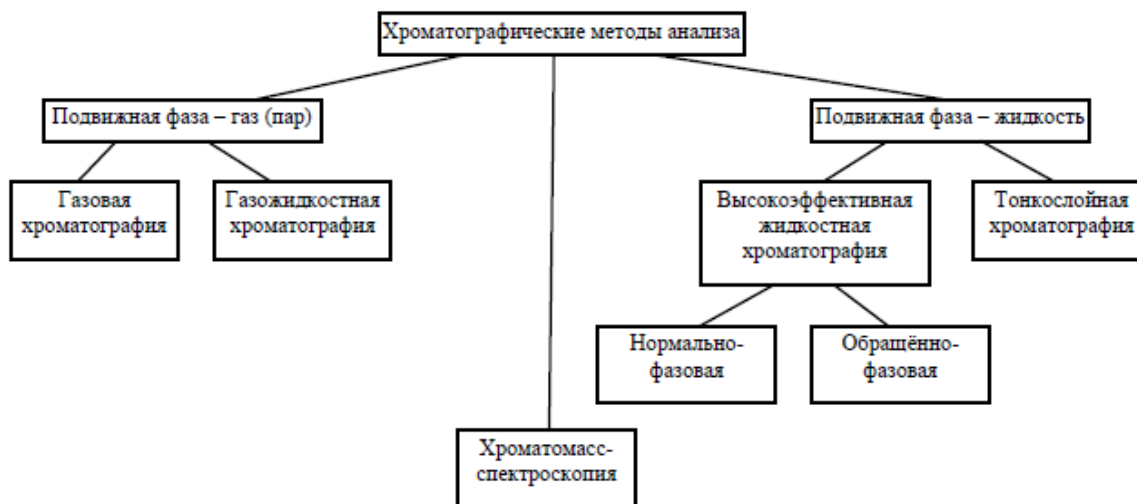 Хроматографические методы анализа
Подвижная фаза – газ (пар)
Подвижная фаза – жидкость
Газовая
хроматография
Газожидкостная
хроматография
Высокоэффективная
жидкостная
хроматография
Тонкослойная
хроматография
Нормально-
фазовая
Обращённо-
фазовая
Хроматомасс-
спектроскопия